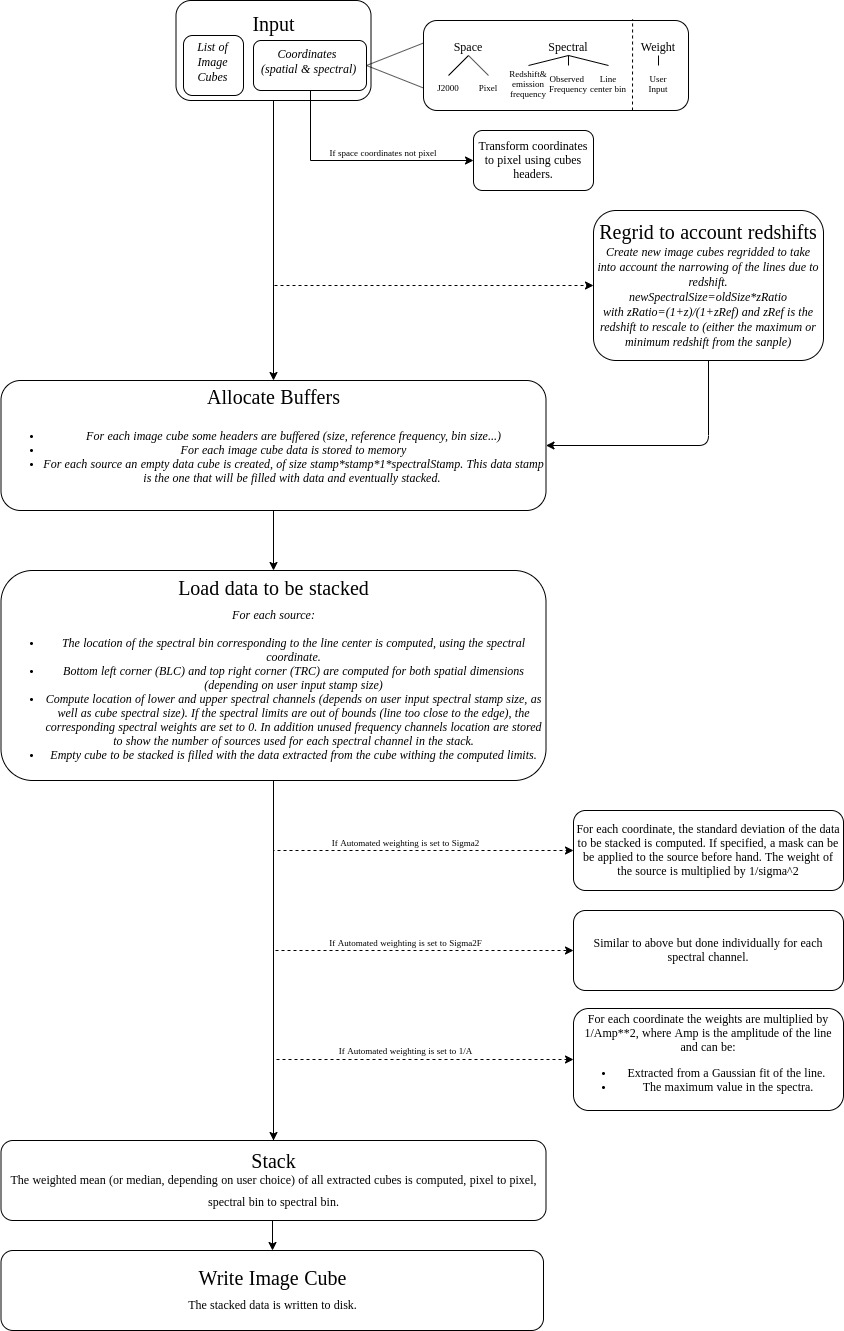 Input
List of
Image
Cubes
Coordinates
(spatial & spectral)
Space
Spectral
Weight
J2000
Pixel
Redshift&
emission
frequency
Observed
Frequency
Line
center bin
User
Input
If space coordinates not pixel
Transform coordinates
to pixel using cubes
headers.
Regrid to account redshifts
Create new image cubes regridded to take
into account the narrowing of the lines due to
redshift.
newSpectralSize=oldSize*zRatio
with zRatio=(1+z)/(1+zRef) and zRef is the
redshift to rescale to (either the maximum or
minimum redshift from the sanple)
Allocate Buffers
• For each image cube some headers are buffered (size, reference frequency, bin size...)
• For each image cube data is stored to memory
• For each source an empty data cube is created, of size stamp*stamp*1*spectralStamp. This data stamp
is the one that will be filled with data and eventually stacked.
Load data to be stacked
For each source:
• The location of the spectral bin corresponding to the line center is computed, using the spectral
coordinate.
• Bottom left corner (BLC) and top right corner (TRC) are computed for both spatial dimensions
(depending on user input stamp size)
• Compute location of lower and upper spectral channels (depends on user input spectral stamp size, as
well as cube spectral size). If the spectral limits are out of bounds (line too close to the edge), the
corresponding spectral weights are set to 0. In addition unused frequency channels location are stored
to show the number of sources used for each spectral channel in the stack.
• Empty cube to be stacked is filled with the data extracted from the cube withing the computed limits.
If Automated weighting is set to Sigma2
For each coordinate, the standard deviation of the data
to be stacked is computed. If specified, a mask can be
be applied to the source before hand. The weight of
the source is multiplied by 1/sigma^2
If Automated weighting is set to Sigma2F
Similar to above but done individually for each
spectral channel.
If Automated weighting is set to 1/A
For each coordinate the weights are multiplied by
1/Amp**2, where Amp is the amplitude of the line
and can be:
• Extracted from a Gaussian fit of the line.
• The maximum value in the spectra.
Stack
The weighted mean (or median, depending on user choice) of all extracted cubes is computed, pixel to pixel,
spectral bin to spectral bin.
Write Image Cube
The stacked data is written to disk.